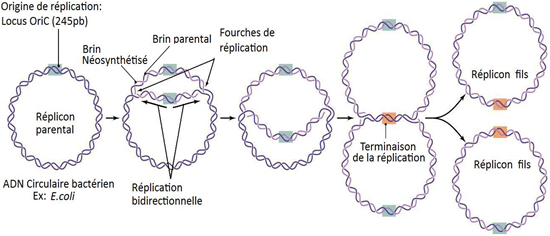 Origine de réplication:
Locus OriC (245pb)
Brin
Néosynthétisé
Brin parental
Fourches de
réplication
Réplicon
parental
ADN Circulaire bactérien
Ex: E.coli
Réplication
bidirectionnelle
Terminaison
de la réplication
Réplicon fils
Réplicon fils